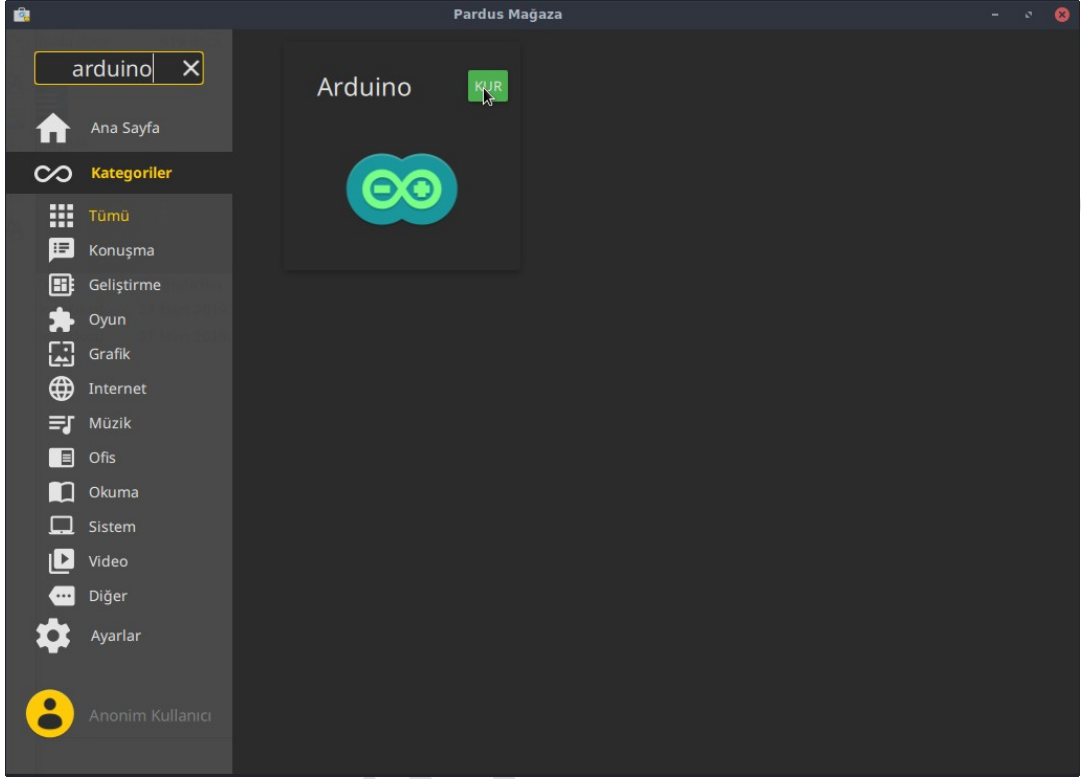 Pardus Mağaza
arduino
Ana Sayfa
Kategoriler
Tümü
Konuşma
Geliştirme
Oyun
Grafik
Internet
Müzik
Ofis
Okuma
Sistem
Video
Diğer
Ayarlar
Anonim Kullanıcı
Arduino
KUR